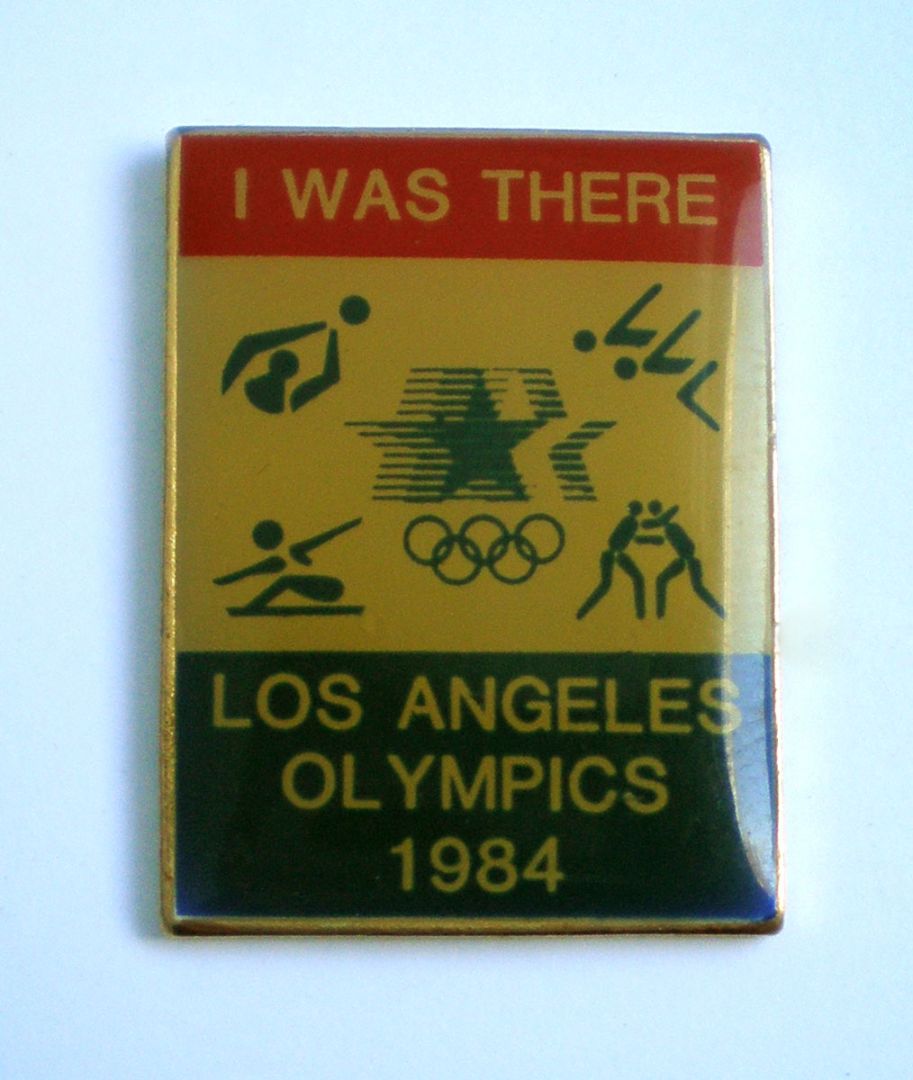 I WAS THERE
LOS ANGELES
OLYMPICS
1984